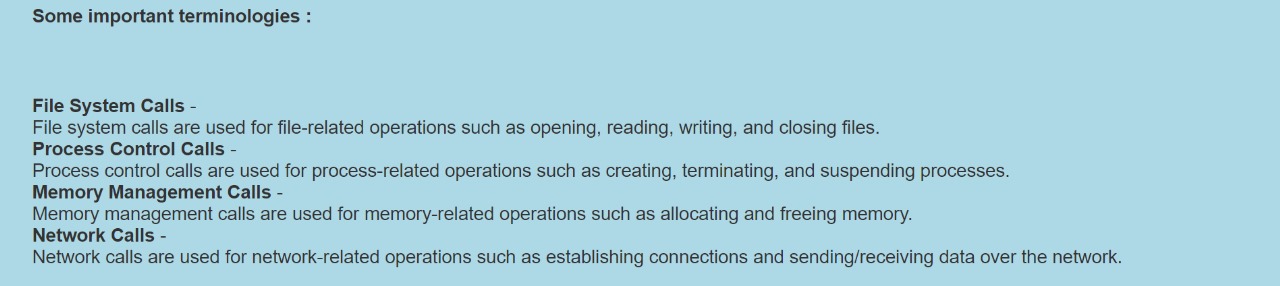 Some important terminologies :
File System Calls -
File system calls are used for file-related operations such as opening, reading, writing, and closing files.
Process Control Calls -
Process control calls are used for process-related operations such as creating, terminating, and suspending processes.
Memory Management Calls -
Memory management calls are used for memory-related operations such as allocating and freeing memory.
Network Calls -
Network calls are used for network-related operations such as establishing connections and sending/receiving data over the network.